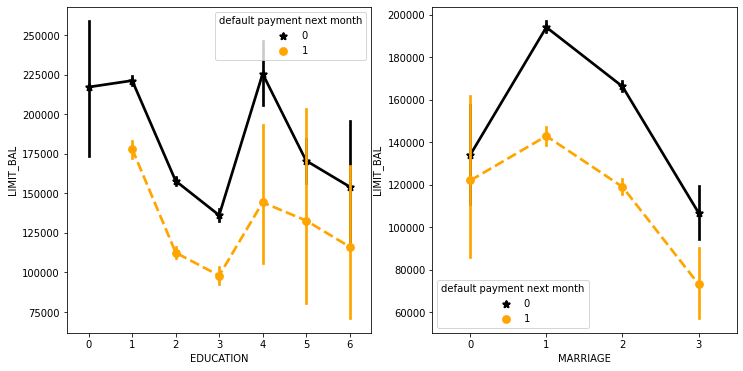 default payment next month
0
1
250000
225000
200000
175000
150000
125000
100000
75000
LIMIT_BAL
0 1 2 3 4 5 6
EDUCATION
200000
180000
160000
140000
120000
100000
80000
60000
LIMIT_BAL
default payment next month
0
1
0 1 2 3
MARRIAGE